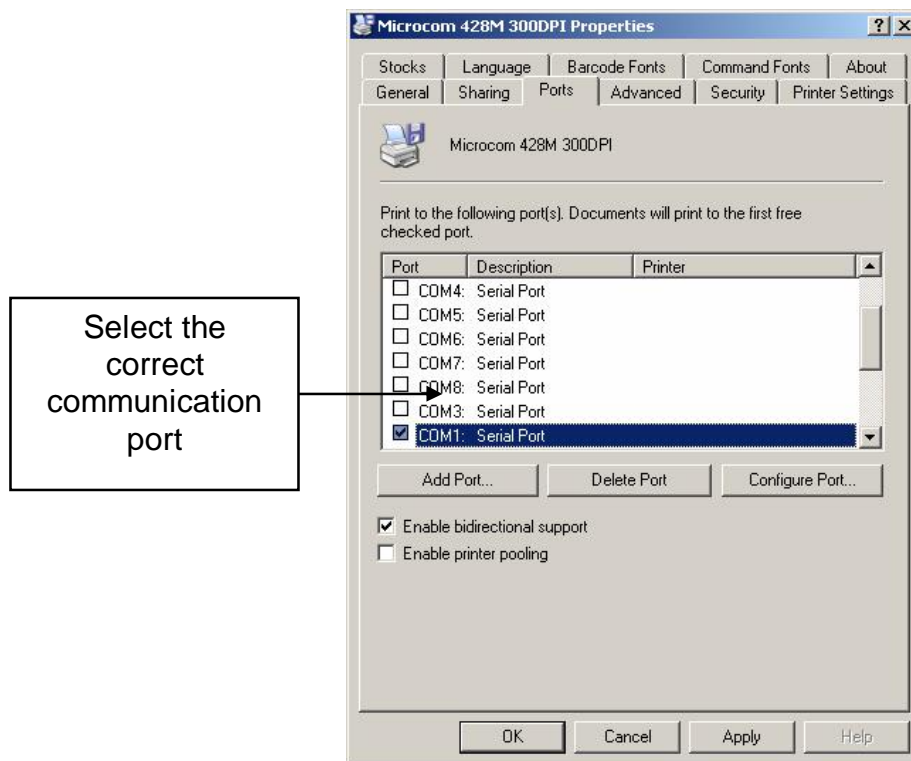 Microcom 428M 300DPI Properties
Stocks Language Barcode Fonts Command Fonts About
General Sharing Ports Advanced Security Printer Settings
Microcom 428M 300DPI
Print to the following port(s). Documents will print to the first free
checked port.
Port Description Printer
COM4: Serial Port
COM5: Serial Port
COM6: Serial Port
COM7: Serial Port
COM8: Serial Port
COM3: Serial Port
COM1: Serial Port
Select the
correct
communication
port
Add Port... Delete Port Configure Port...
Enable bidirectional support
Enable printer pooling
OK Cancel Apply Help